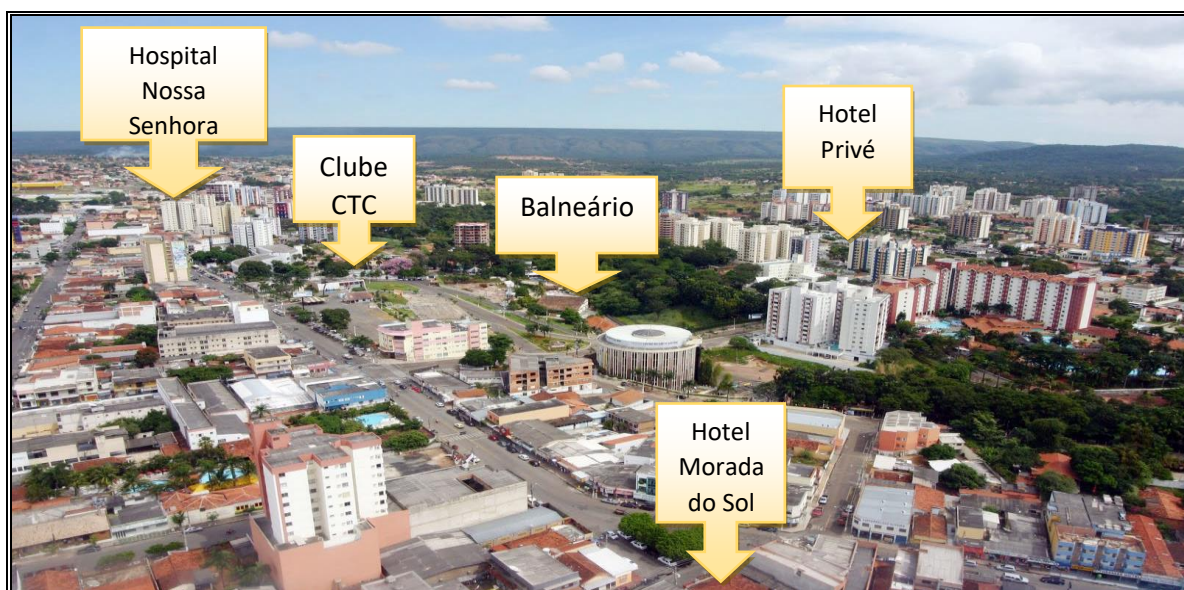 Hospital
Nossa
Senhora
Clube
CTC
Balneário
Hotel
Privé
Hotel
Morada
do Sol